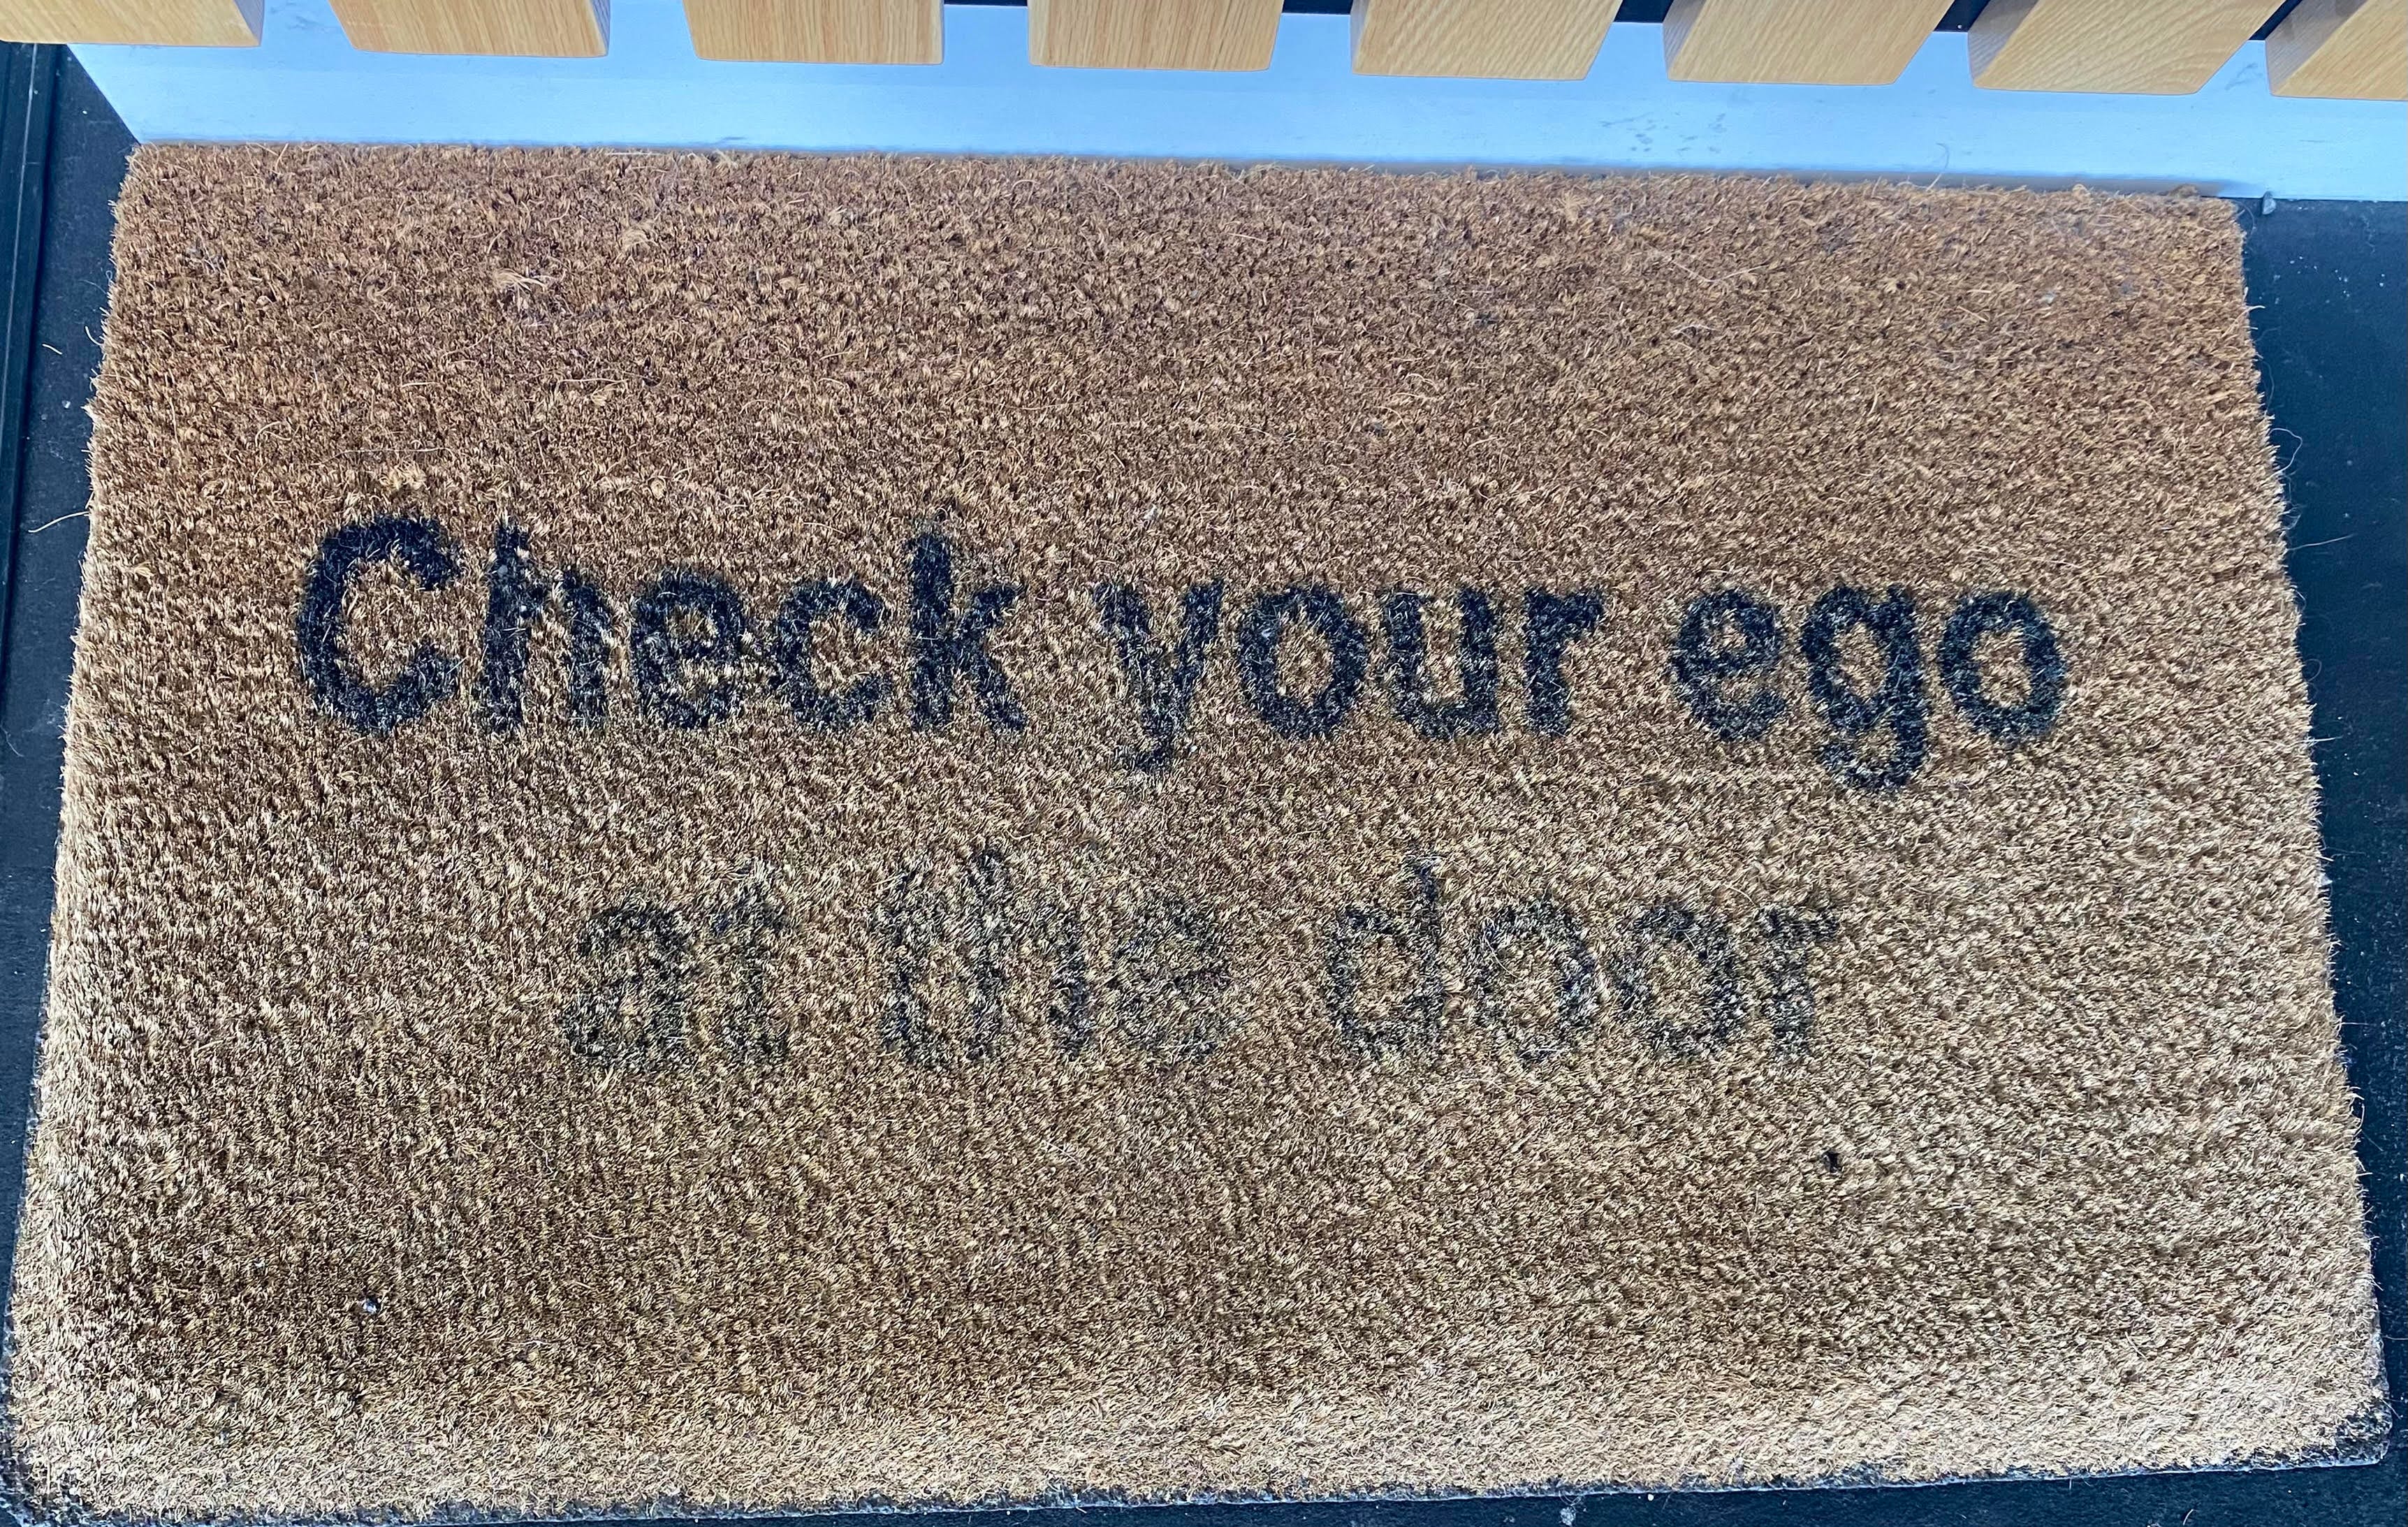 Check your ego
at the door